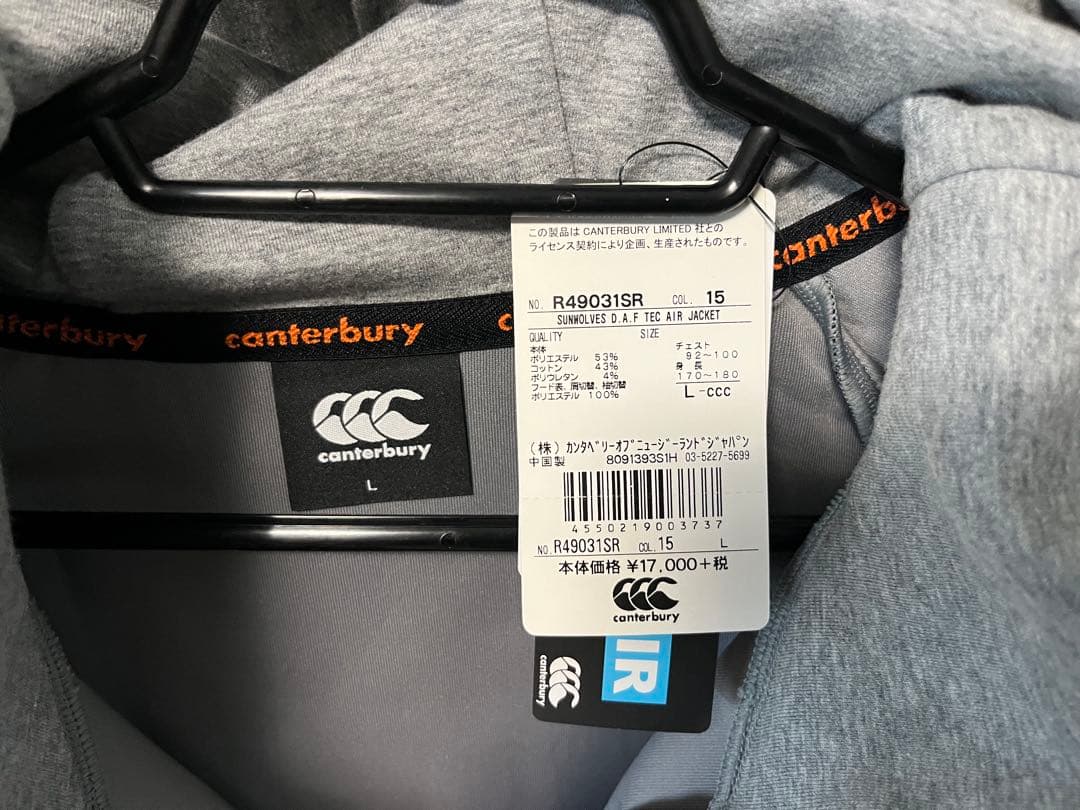 この製品は CANTERBURY LIMITED 社との
ライセンス契約により企画、生産されたものです。
canterb
terbury
canterbury
c
NO. R49031SR COL. 15
SUNWOLVES D.A.F TEC AIR JACKET
QUALITY SIZE
本体
ポリエステル 53%
コットン 43%
ポリウレタン 4%
フード表、肩切替、袖切替
ポリエステル 100%
チェスト
92〜100
身長
170〜180
L-CCC
canterbury
L
(株) カンタベリーオブニュージーランドジャパン
中国製 8091393S1H 03-5227-5699
4550219003737
NO. R49031SR COL. 15 L
本体価格 ¥17,000+税
canterbury
canterbury
IR